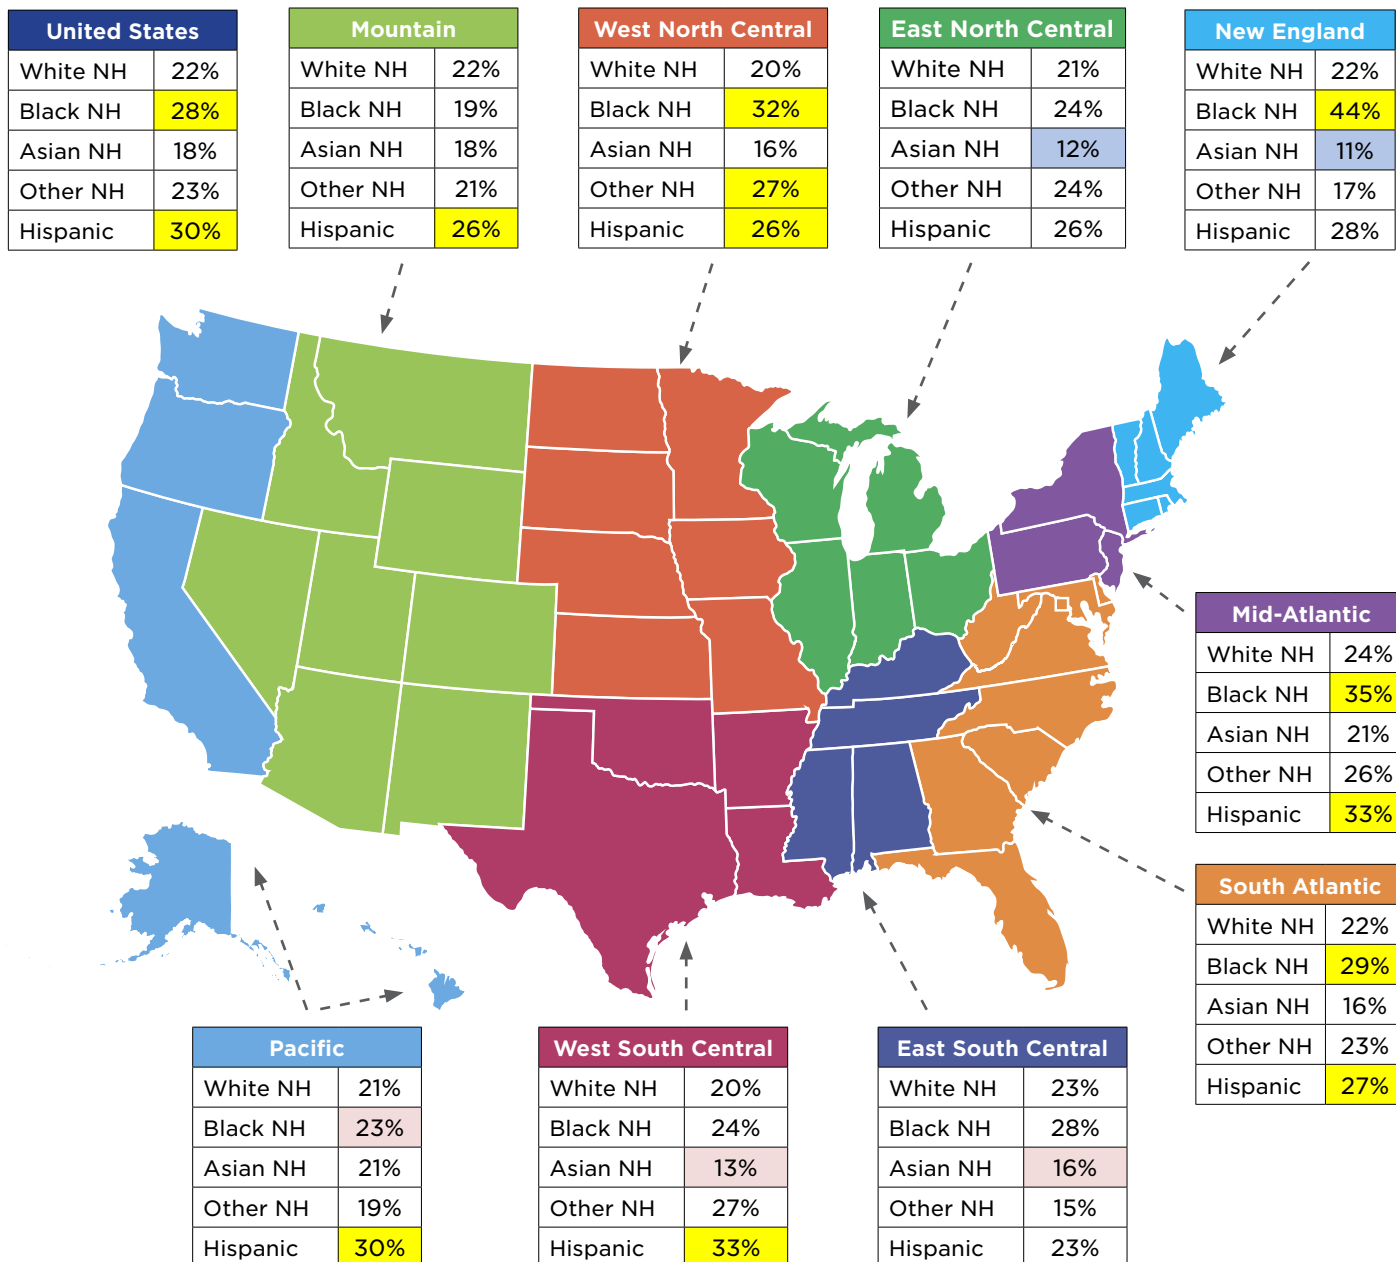 United States
White NH 22%
Black NH 28%
Asian NH 18%
Other NH 23%
Hispanic 30%
Mountain
White NH 22%
Black NH 19%
Asian NH 18%
Other NH 21%
Hispanic 26%
West North Central
White NH 20%
Black NH 32%
Asian NH 16%
Other NH 27%
Hispanic 26%
East North Central
White NH 21%
Black NH 24%
Asian NH 12%
Other NH 24%
Hispanic 26%
New England
White NH 22%
Black NH 44%
Asian NH 11%
Other NH 17%
Hispanic 28%
Mid-Atlantic
White NH 24%
Black NH 35%
Asian NH 21%
Other NH 26%
Hispanic 33%
South Atlantic
White NH 22%
Black NH 29%
Asian NH 16%
Other NH 23%
Hispanic 27%
Pacific
White NH 21%
Black NH 23%
Asian NH 21%
Other NH 19%
Hispanic 30%
West South Central
White NH 20%
Black NH 24%
Asian NH 13%
Other NH 27%
Hispanic 33%
East South Central
White NH 23%
Black NH 28%
Asian NH 16%
Other NH 15%
Hispanic 23%